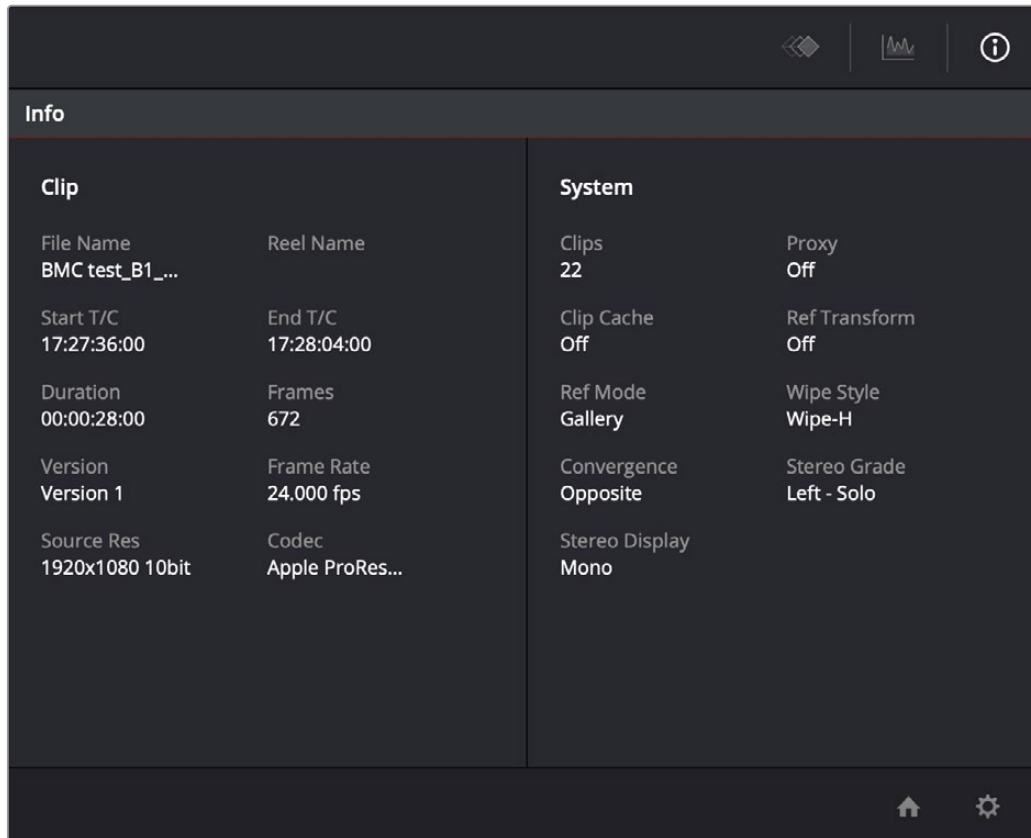 Info
Clip
File Name
BMC test_B1_...
Reel Name
Start T/C
17:27:36:00
End T/C
17:28:04:00
Duration
00:00:28:00
Frames
672
Version
Version 1
Frame Rate
24.000 fps
Source Res
1920x1080 10bit
Codec
Apple ProRes...
System
Clips
22
Proxy
Off
Clip Cache
Off
Ref Transform
Off
Ref Mode
Gallery
Wipe Style
Wipe-H
Convergence
Opposite
Stereo Grade
Left - Solo
Stereo Display
Mono